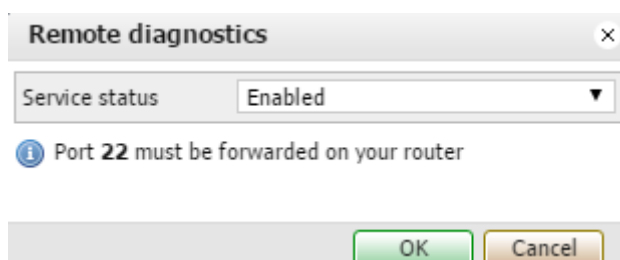 Remote diagnostics
Service status Enabled
Port 22 must be forwarded on your router
OK Cancel